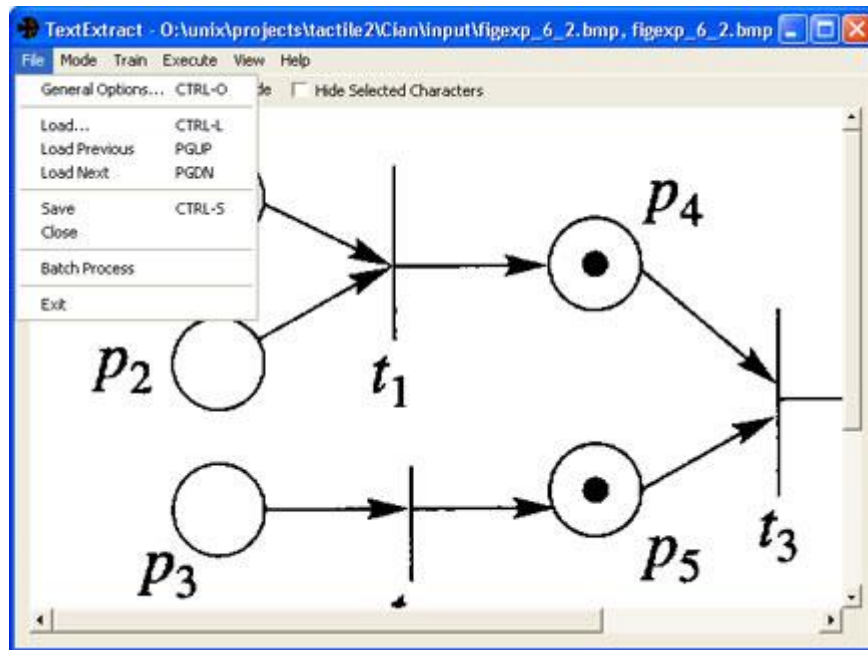 TextExtract - O:\unix\projects\tactile2\Cian\input\figexp_6_2.bmp, figexp_6_2.bmp
File Mode Train Execute View Help
General Options... CTRL-O
Hide Selected Characters
Load... CTRL-L
Load Previous PGUP
Load Next PGDN
Save CTRL-S
Close
Batch Process
Exit
p4
p2
t1
t3
p5
p3